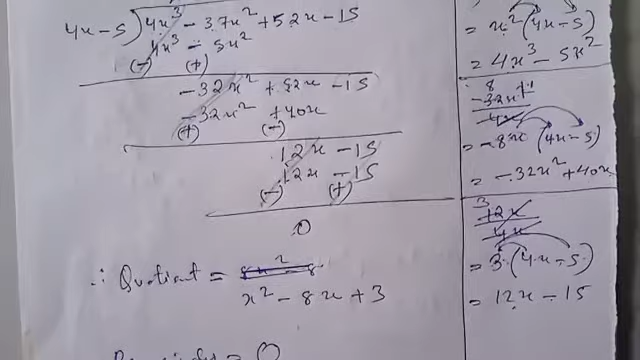 4x - 5)4x³ - 37x² + 52x - 15
4x³ - 5x²
(-) (+)
-32x² + 52x - 15
-32x² + 40x
(+) (-)
12x - 15
12x - 15
(-) (+)
0
∴ Quotient =
x² - 8x + 3
= 0
= x²(4x - 5)
= 4x³ - 5x²
8
-32x²
4x
= -8x(4x - 5)
= -32x² + 40x
3
12x
4x
= 3(4x - 5)
= 12x - 15